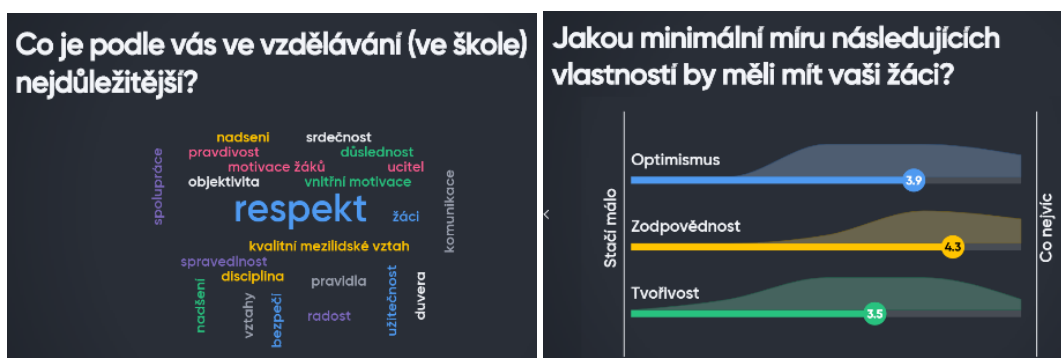 Co je podle vás ve vzdělávání (ve škole)
nejdůležitější?
nadseni srdečnost
pravdivost důslednost
motivace žáků ucitel
objektivita vnitřní motivace
spolupráce
respekt žáci
komunikace
kvalitní mezilidské vztah
spravedlnost
disciplina pravidla
nadšení
vztahy
bezpečí
radost
užitečnost
duvera
Jakou minimální míru následujících
vlastností by měli mít vaši žáci?
Stačí málo
Optimismus
3.9
Zodpovědnost
4.3
Tvořivost
3.5
Co nejvíc